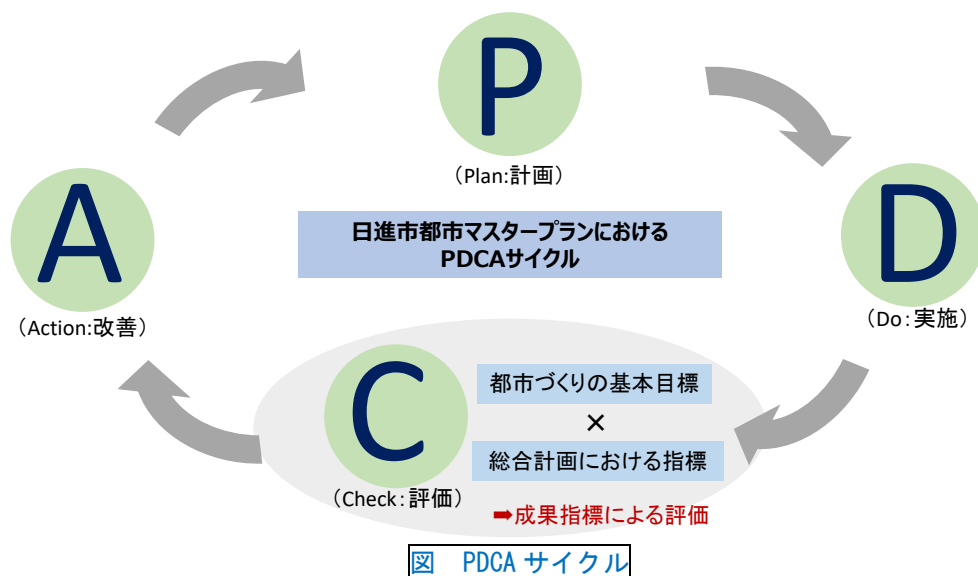 P
(Plan:計画)
A
(Action:改善)
D
(Do:実施)
日進市都市マスタープランにおける
PDCAサイクル
C
(Check:評価)
都市づくりの基本目標
×
総合計画における指標
➡成果指標による評価
図 PDCA サイクル